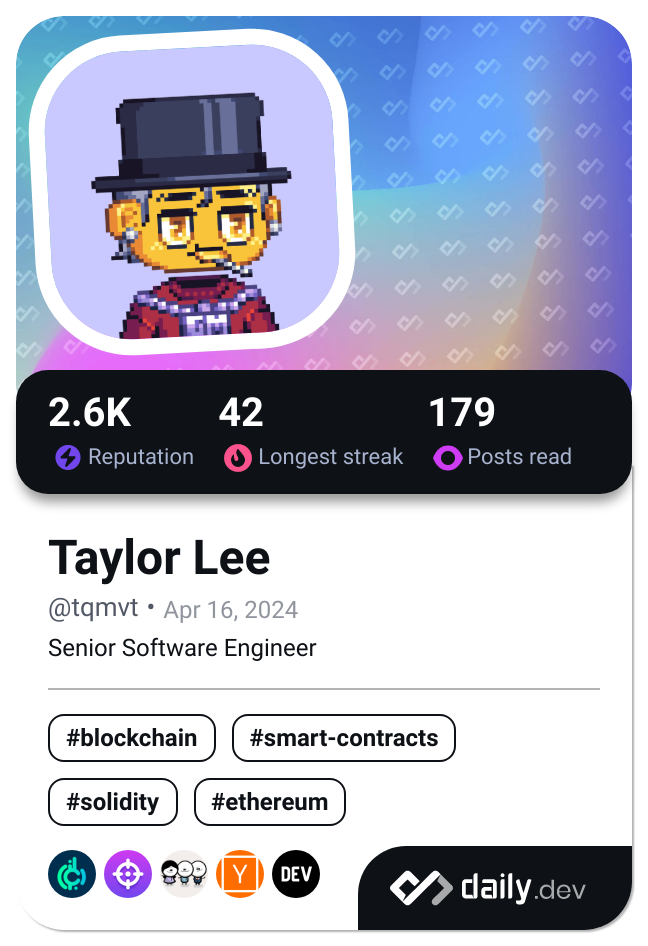 GM
2.6K 42 179
Reputation Longest streak Posts read
Taylor Lee
@tqmvt • Apr 16, 2024
Senior Software Engineer
#blockchain #smart-contracts
#solidity #ethereum
Y DEV
daily.dev